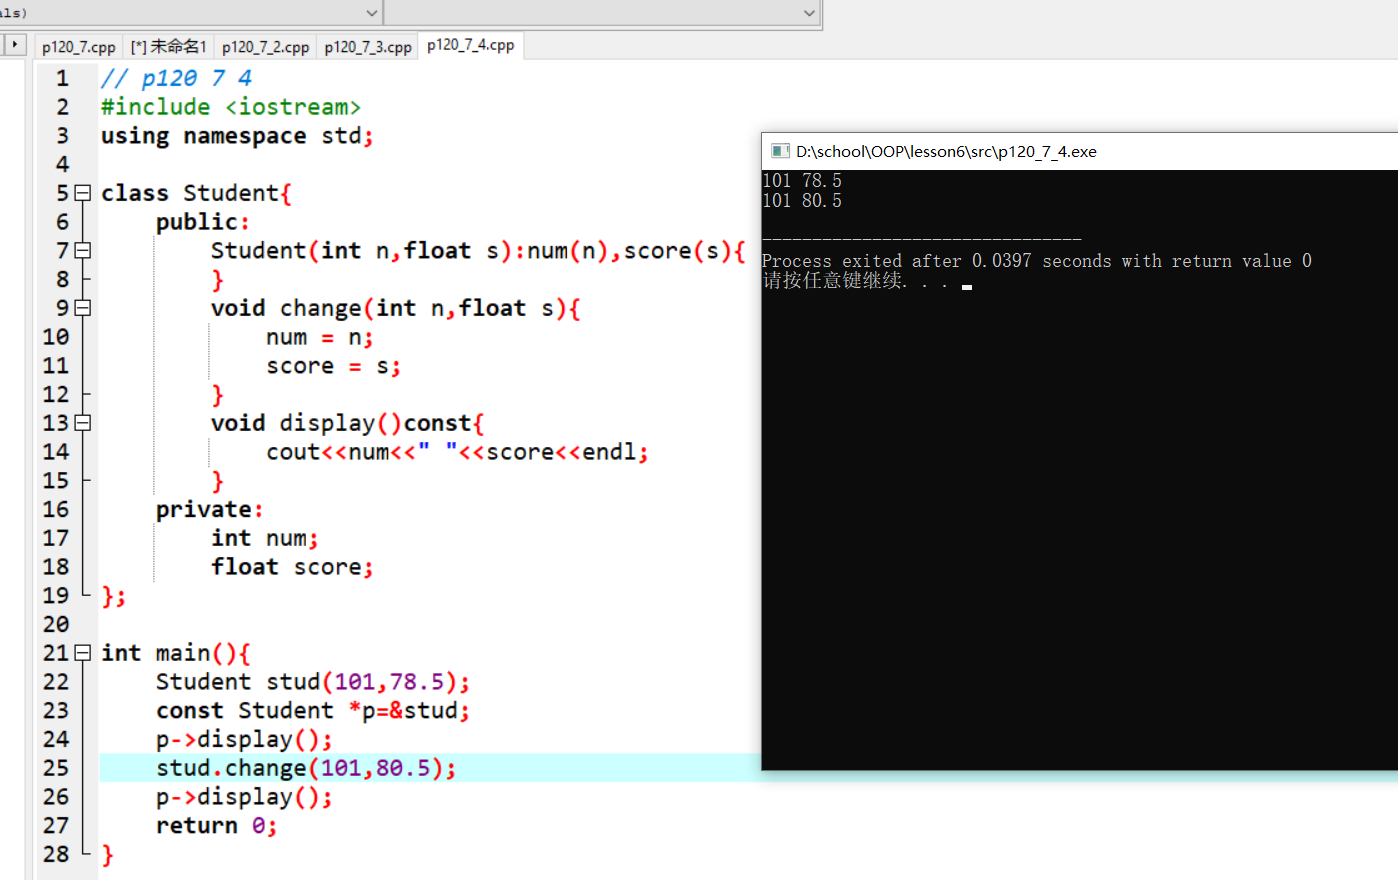 als)
p120_7.cpp [*] 未命名1 p120_7_2.cpp p120_7_3.cpp p120_7_4.cpp
1 // p120 7 4
2 #include <iostream>
3 using namespace std;
4
5 class Student{
6 public:
7 Student(int n,float s):num(n),score(s){
8 }
9 void change(int n,float s){
10 num = n;
11 score = s;
12 }
13 void display()const{
14 cout<<num<<" "<<score<<endl;
15 }
16 private:
17 int num;
18 float score;
19 };
20
21 int main(){
22 Student stud(101,78.5);
23 const Student *p=&stud;
24 p->display();
25 stud.change(101,80.5);
26 p->display();
27 return 0;
28 }
D:\school\OOP\lesson6\src\p120_7_4.exe
101 78.5
101 80.5
--------------------------------
Process exited after 0.0397 seconds with return value 0
请按任意键继续. . .